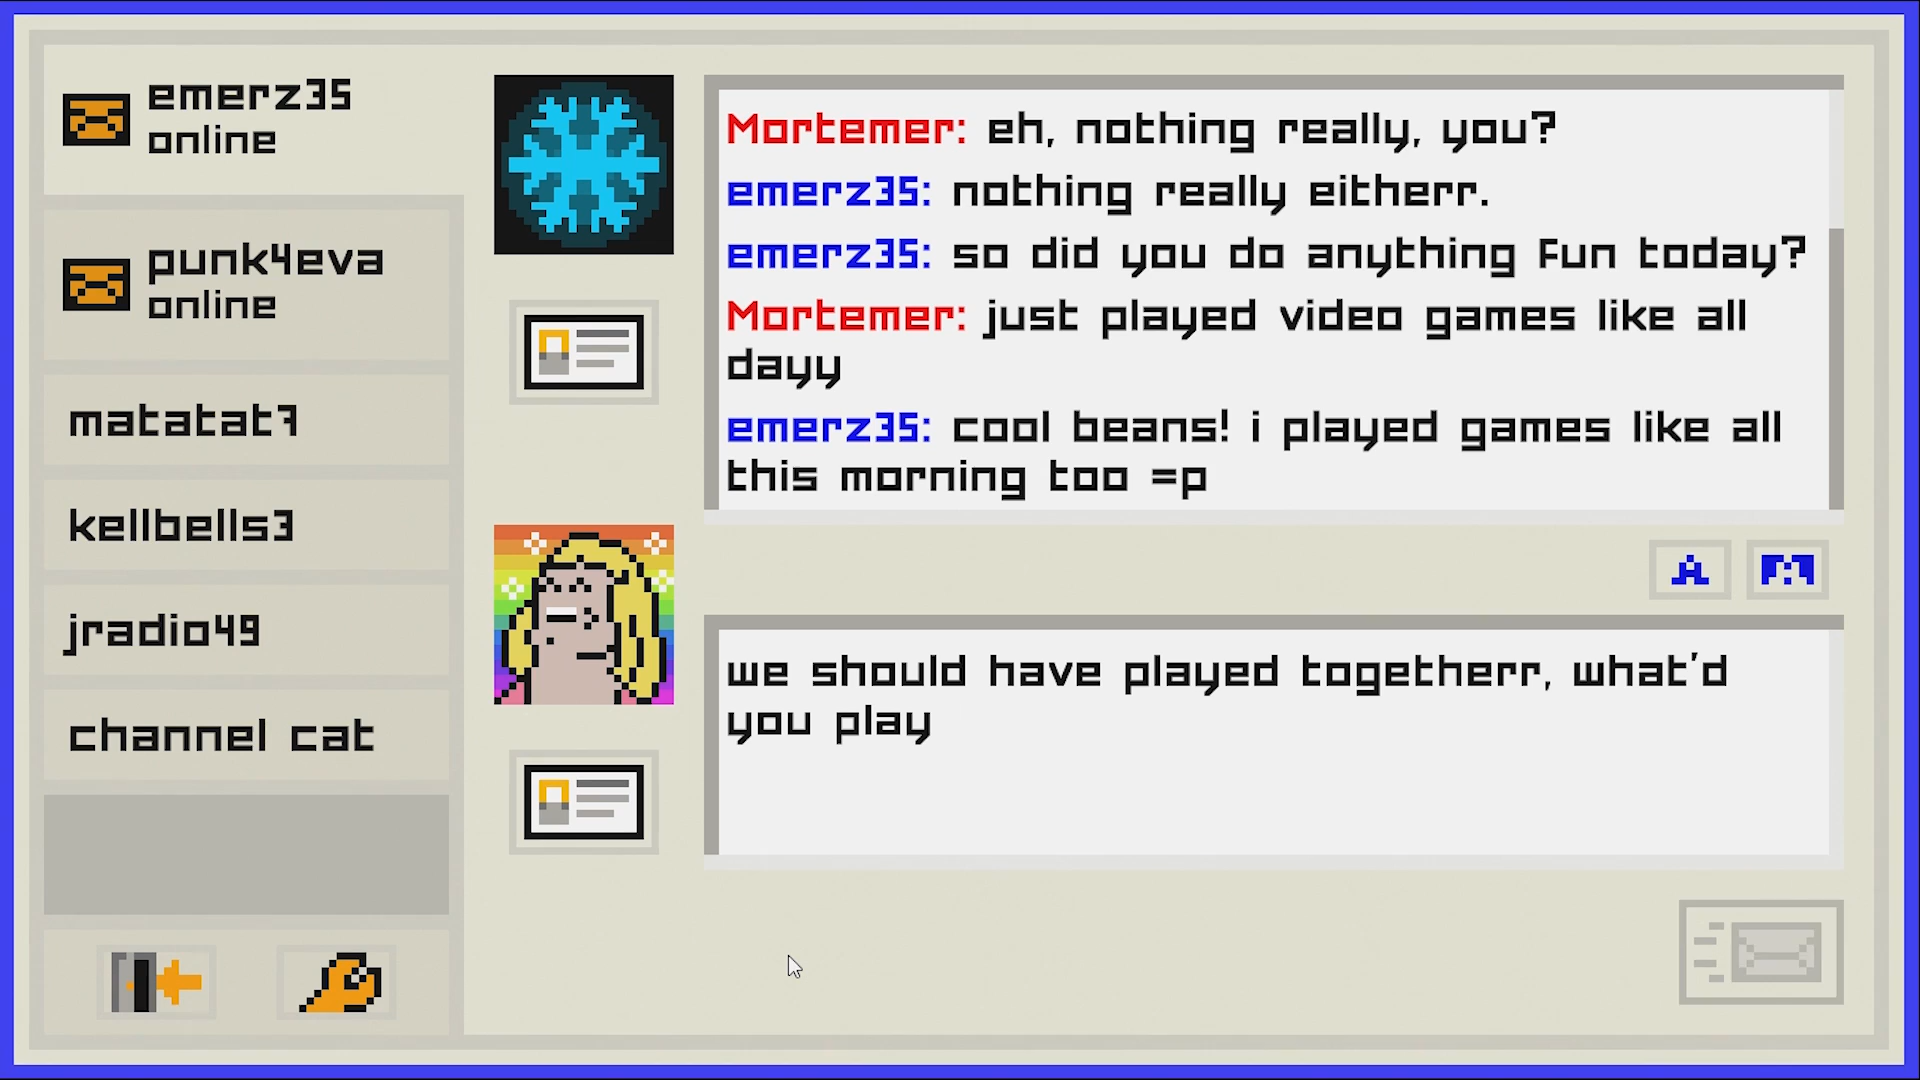 emerz35
online
punk4eva
online
matatat7
kellbells3
jradio49
channel cat
Mortemer: eh, nothing really, you?
emerz35: nothing really eitherr.
emerz35: so did you do anything fun today?
Mortemer: just played video games like all
dayy
emerz35: cool beans! i played games like all
this morning too =p
A
we should have played togetherr, what'd
you play